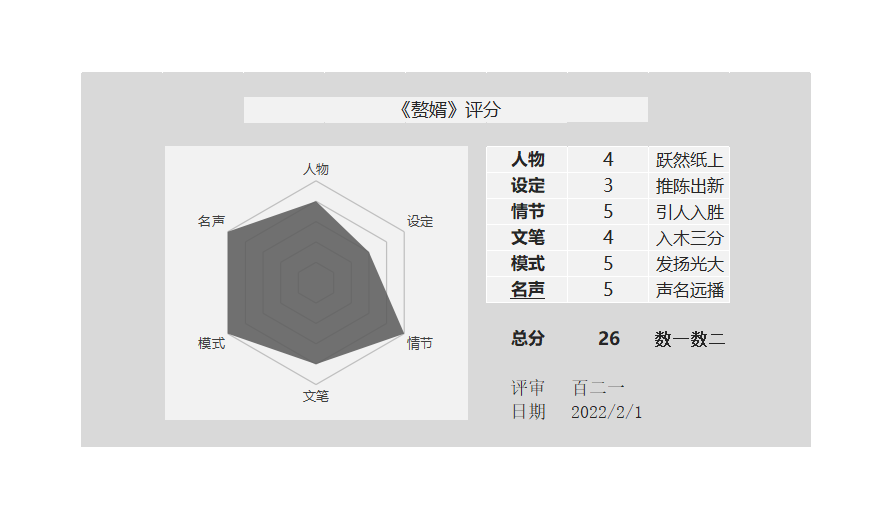 《赘婿》评分
人物
名声
设定
模式
情节
文笔
人物 4 跃然纸上
设定 3 推陈出新
情节 5 引人入胜
文笔 4 入木三分
模式 5 发扬光大
名声 5 声名远播
总分 26 数一数二
评审 百二一
日期 2022/2/1